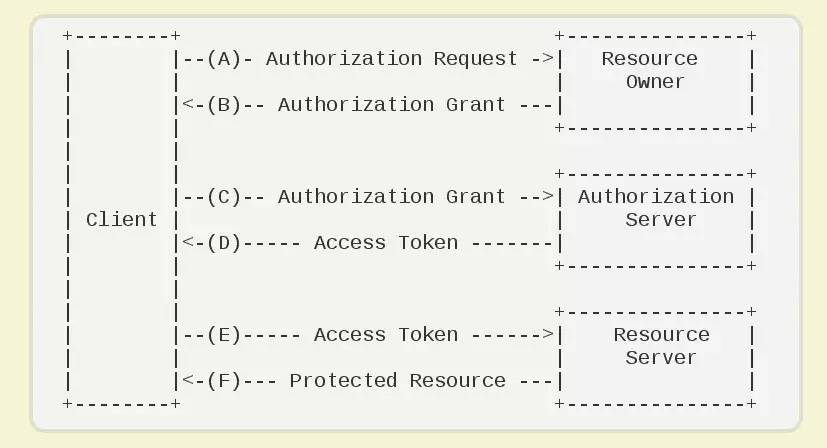 +--------+                               +---------------+
|        |--(A)- Authorization Request ->|   Resource    |
|        |                               |     Owner     |
|        |<-(B)-- Authorization Grant ---|               |
|        |                               +---------------+
|        |
|        |                               +---------------+
|        |--(C)-- Authorization Grant -->| Authorization |
| Client |                               |     Server    |
|        |<-(D)----- Access Token -------|               |
|        |                               +---------------+
|        |
|        |                               +---------------+
|        |--(E)----- Access Token ------>|    Resource   |
|        |                               |     Server    |
|        |<-(F)--- Protected Resource ---|               |
+--------+                               +---------------+